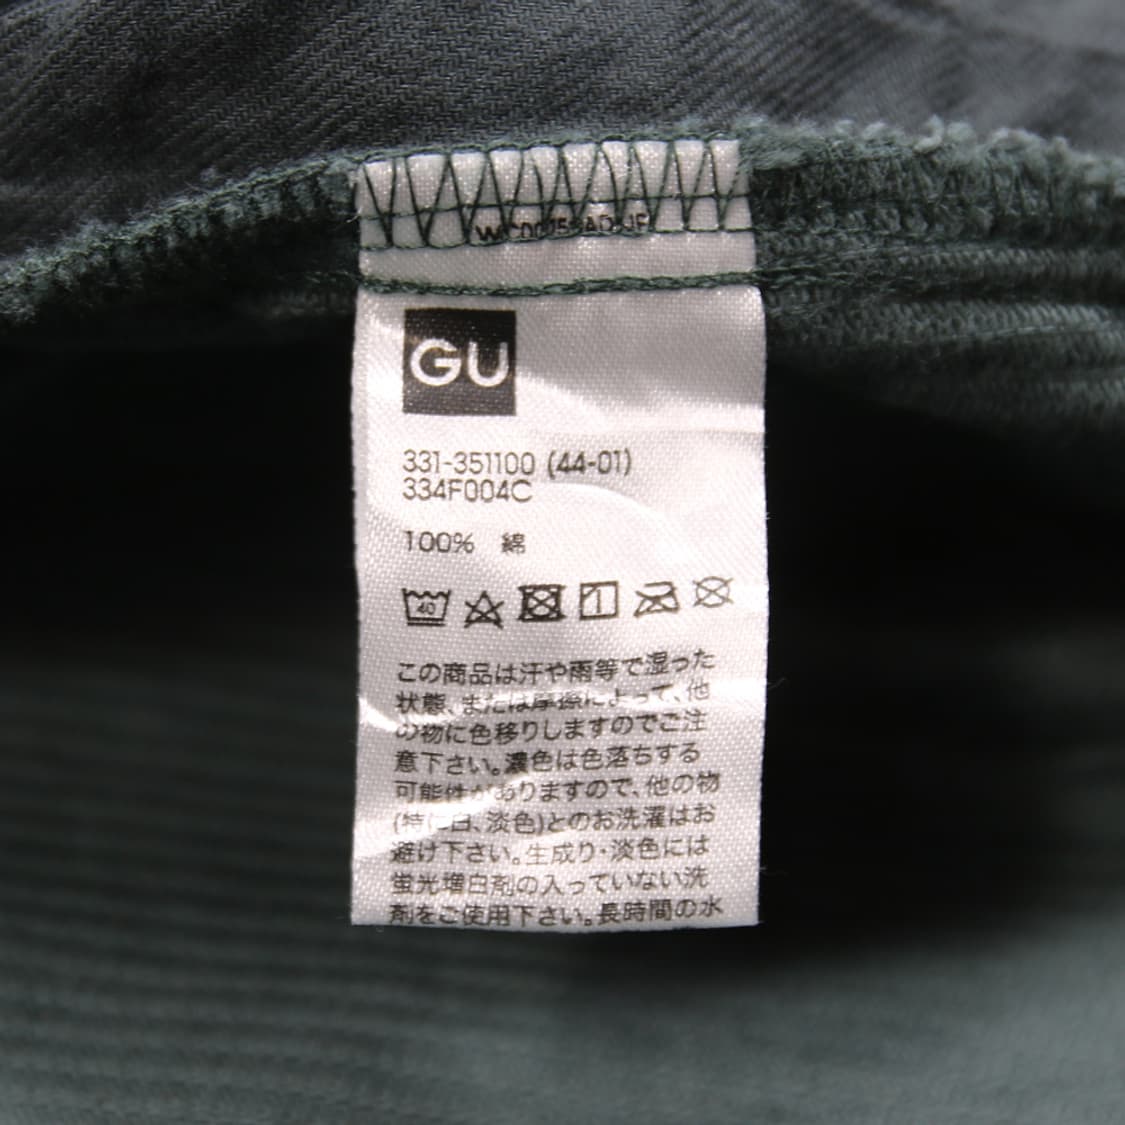 GU
331-351100 (44-01)
334F004C
100% 綿
40
この商品は汗や雨等で湿った
状態、または摩擦によって、他
の物に色移りしますのでご注
意下さい。濃色は色落ちする
可能性がありますので、他の物
(特に白、淡色)とのお洗濯はお
避け下さい。生成り・淡色には
蛍光増白剤の入っていない洗
剤をご使用下さい。長時間の水